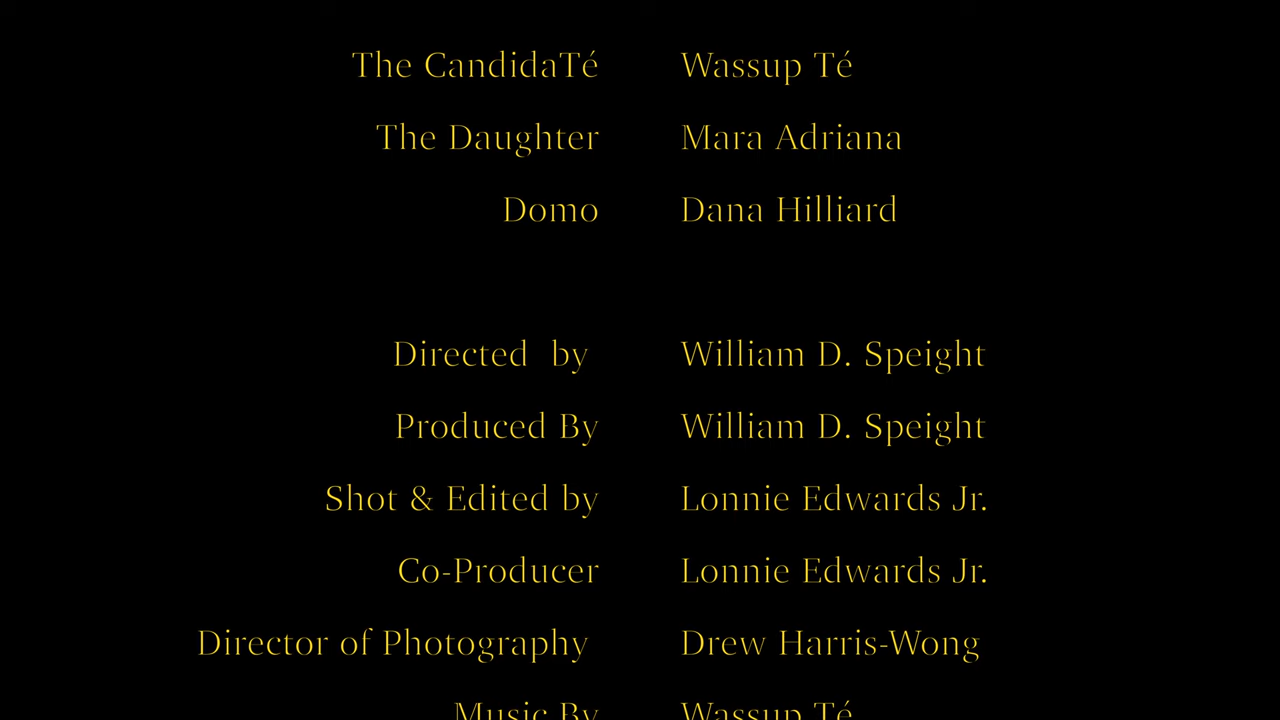 The CandidaTé Wassup Té
The Daughter Mara Adriana
Domo Dana Hilliard
Directed by William D. Speight
Produced By William D. Speight
Shot & Edited by Lonnie Edwards Jr.
Co-Producer Lonnie Edwards Jr.
Director of Photography Drew Harris-Wong
Music By Wassup Té